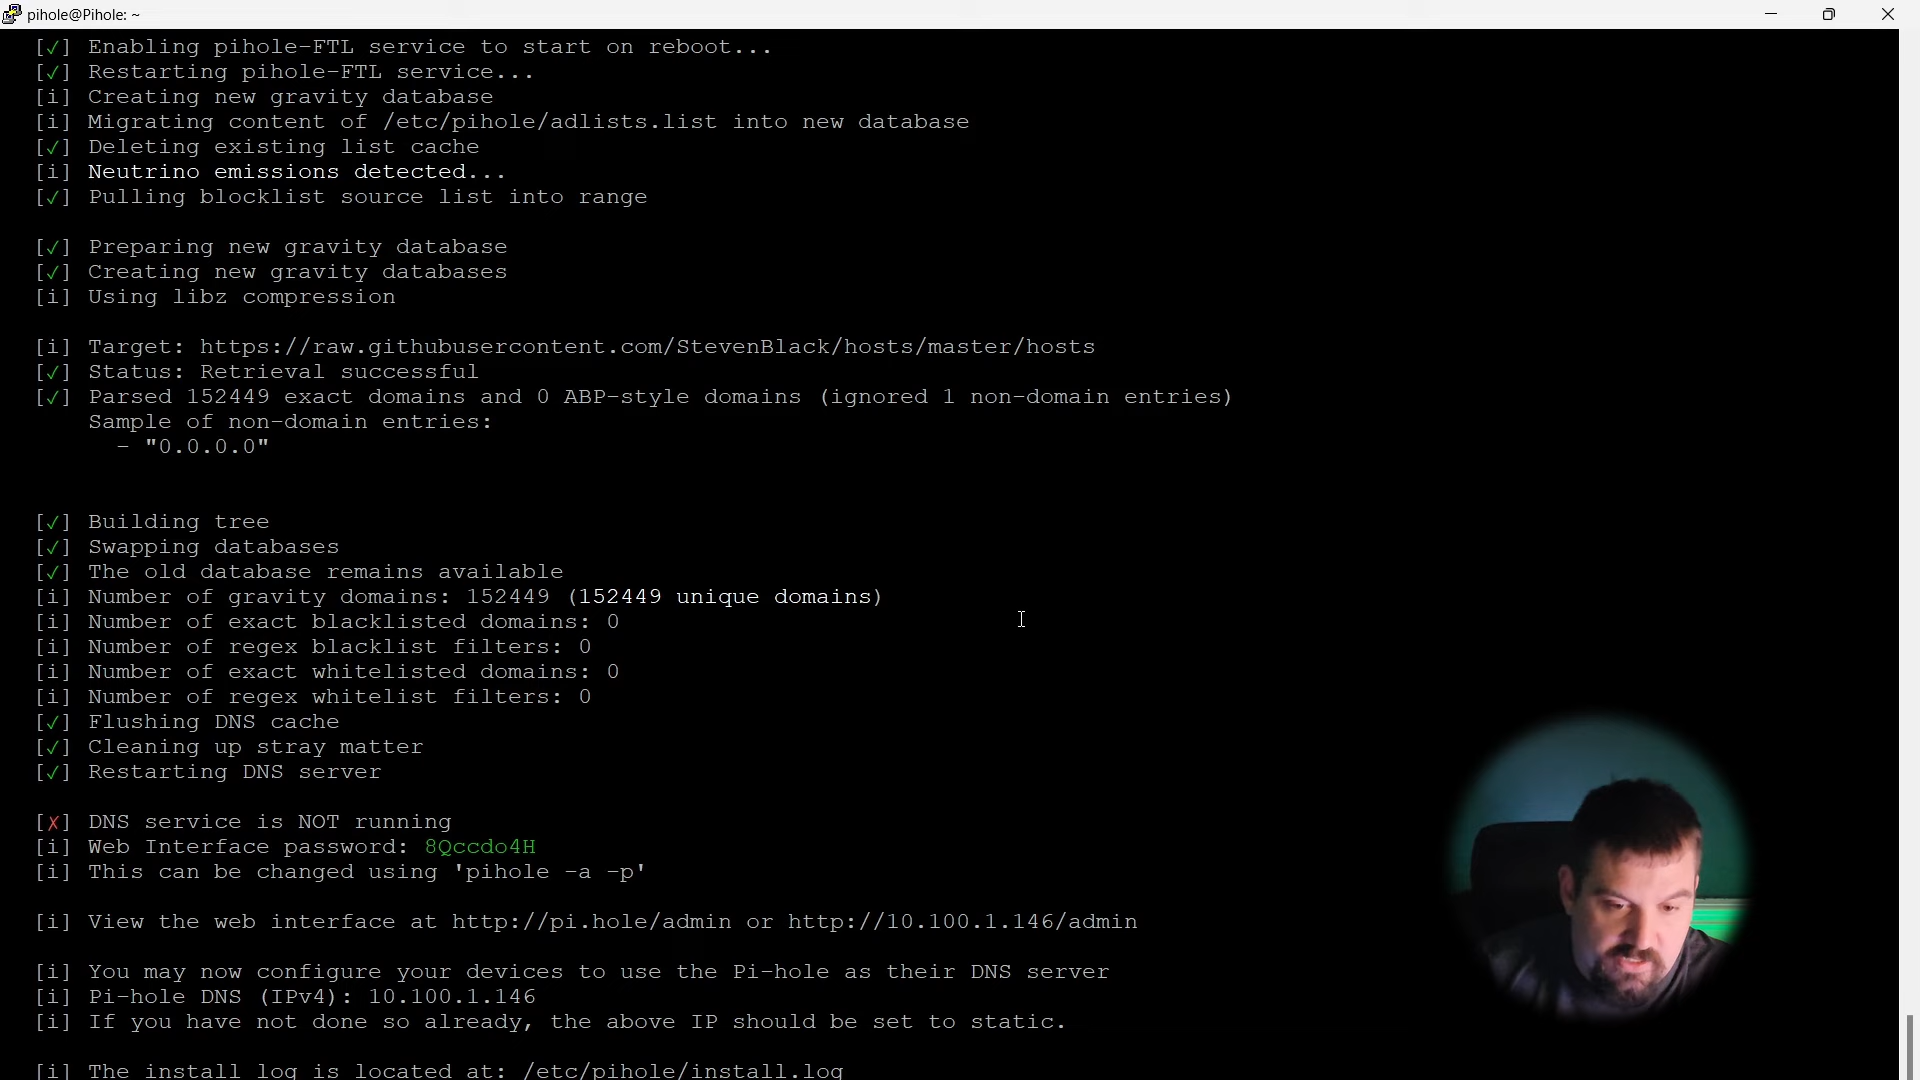 pihole@Pihole: ~
[✓] Enabling pihole-FTL service to start on reboot...
[✓] Restarting pihole-FTL service...
[i] Creating new gravity database
[i] Migrating content of /etc/pihole/adlists.list into new database
[✓] Deleting existing list cache
[i] Neutrino emissions detected...
[✓] Pulling blocklist source list into range
[✓] Preparing new gravity database
[✓] Creating new gravity databases
[i] Using libz compression
[i] Target: https://raw.githubusercontent.com/StevenBlack/hosts/master/hosts
[✓] Status: Retrieval successful
[✓] Parsed 152449 exact domains and 0 ABP-style domains (ignored 1 non-domain entries)
Sample of non-domain entries:
- "0.0.0.0"
[✓] Building tree
[✓] Swapping databases
[✓] The old database remains available
[i] Number of gravity domains: 152449 (152449 unique domains)
[i] Number of exact blacklisted domains: 0
[i] Number of regex blacklist filters: 0
[i] Number of exact whitelisted domains: 0
[i] Number of regex whitelist filters: 0
[✓] Flushing DNS cache
[✓] Cleaning up stray matter
[✓] Restarting DNS server
[✗] DNS service is NOT running
[i] Web Interface password: 8Qccdo4H
[i] This can be changed using 'pihole -a -p'
[i] View the web interface at http://pi.hole/admin or http://10.100.1.146/admin
[i] You may now configure your devices to use the Pi-hole as their DNS server
[i] Pi-hole DNS (IPv4): 10.100.1.146
[i] If you have not done so already, the above IP should be set to static.
[i] The install log is located at: /etc/pihole/install.log